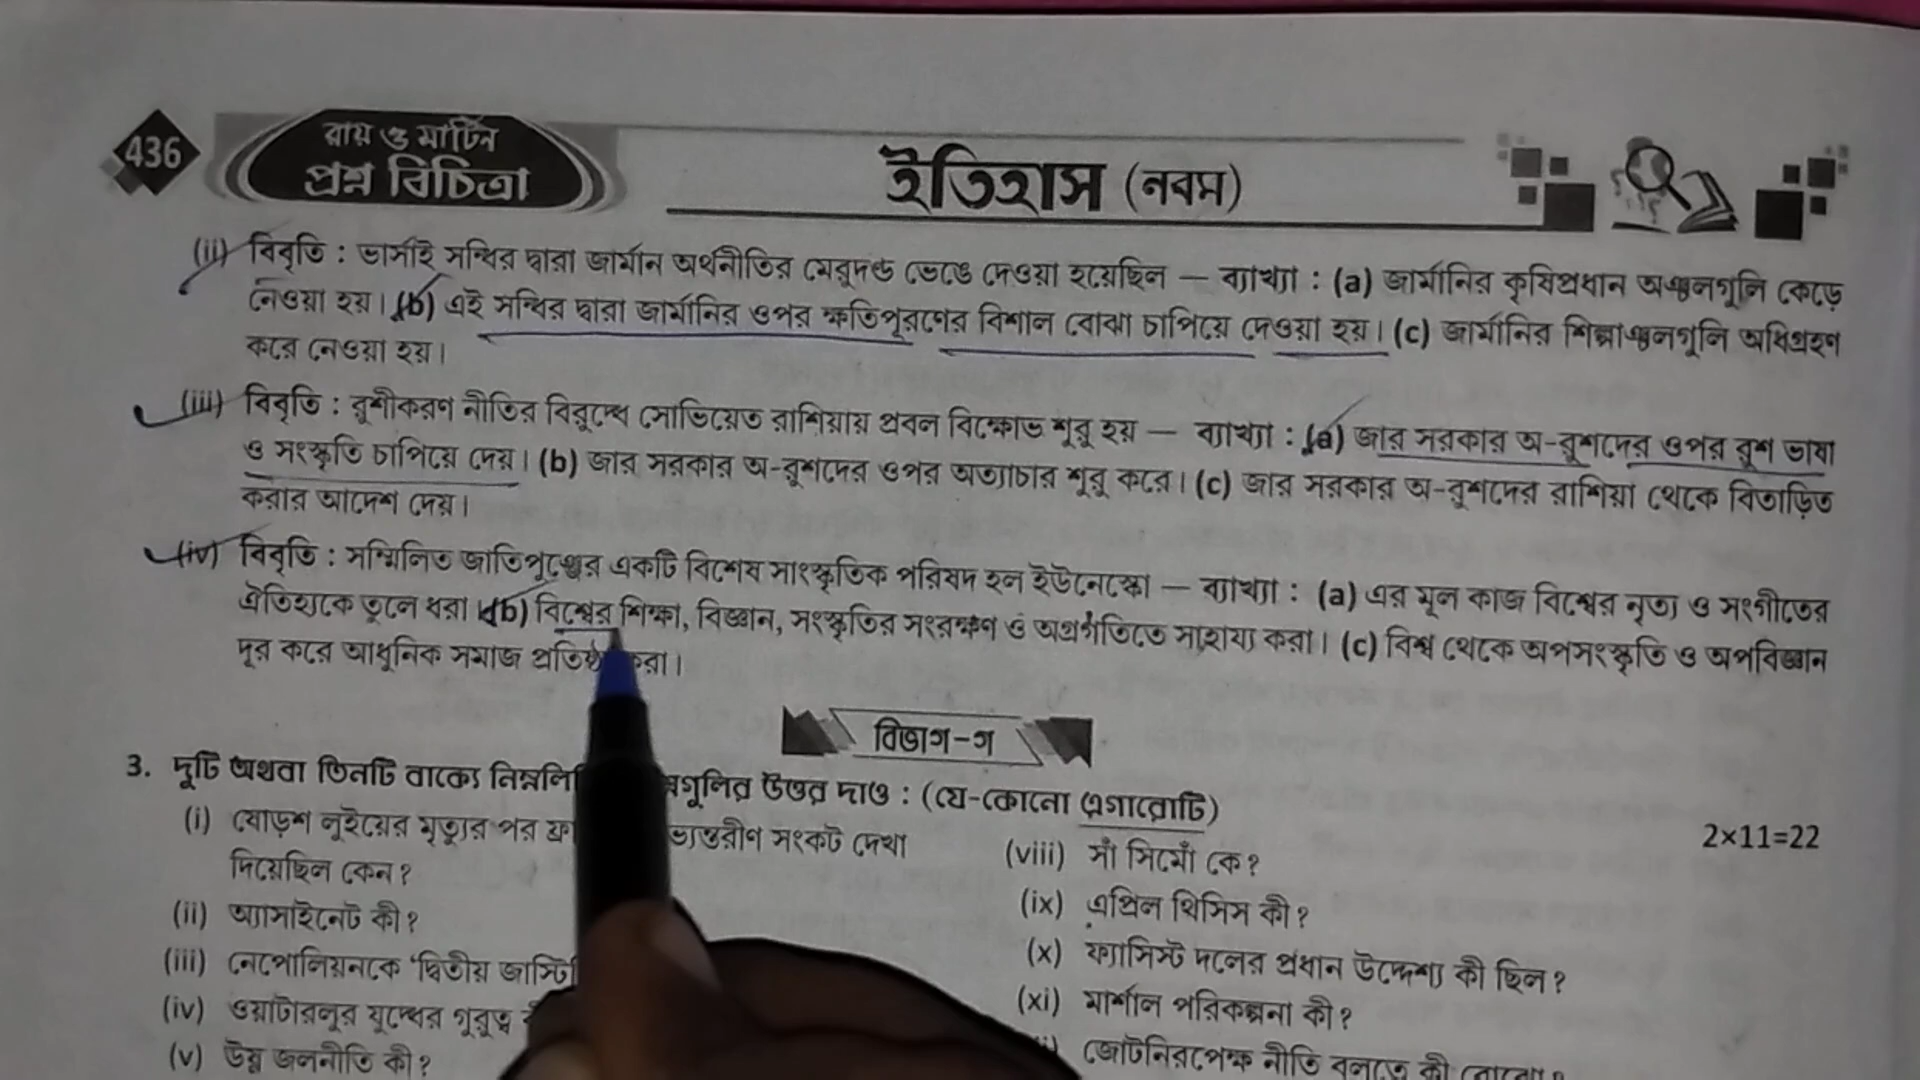 436
রায় ও মার্টিন
প্রশ্ন বিচিত্রা
ইতিহাস (নবম)
(ii) বিবৃতি : ভার্সাই সন্ধির দ্বারা জার্মান অর্থনীতির মেরুদণ্ড ভেঙে দেওয়া হয়েছিল — ব্যাখ্যা : (a) জার্মানির কৃষিপ্রধান অঞ্চলগুলি কেড়ে
নেওয়া হয়। (b) এই সন্ধির দ্বারা জার্মানির ওপর ক্ষতিপূরণের বিশাল বোঝা চাপিয়ে দেওয়া হয়। (c) জার্মানির শিল্পাঞ্চলগুলি অধিগ্রহণ
করে নেওয়া হয়।
(iii) বিবৃতি : রুশীকরণ নীতির বিরুদ্ধে সোভিয়েত রাশিয়ায় প্রবল বিক্ষোভ শুরু হয় — ব্যাখ্যা : (a) জার সরকার অ-রুশদের ওপর রুশ ভাষা
ও সংস্কৃতি চাপিয়ে দেয়। (b) জার সরকার অ-রুশদের ওপর অত্যাচার শুরু করে। (c) জার সরকার অ-রুশদের রাশিয়া থেকে বিতাড়িত
করার আদেশ দেয়।
(iv) বিবৃতি : সম্মিলিত জাতিপুঞ্জের একটি বিশেষ সাংস্কৃতিক পরিষদ হল ইউনেস্কো — ব্যাখ্যা : (a) এর মূল কাজ বিশ্বের নৃত্য ও সংগীতের
ঐতিহ্যকে তুলে ধরা। (b) বিশ্বের শিক্ষা, বিজ্ঞান, সংস্কৃতির সংরক্ষণ ও অগ্রগতিতে সাহায্য করা। (c) বিশ্ব থেকে অপসংস্কৃতি ও অপবিজ্ঞান
দূর করে আধুনিক সমাজ করা।
বিভাগ-গ
3. দুটি অথবা তিনটি বাক্যে উত্তর দাও : (যে-কোনো এগারোটি)
2×11=22
(i) ষোড়শ লুইয়ের মৃত্যুর পর সংকট দেখা
দিয়েছিল কেন?
(ii) অ্যাসাইনেট কী?
(iii) নেপোলিয়নকে ‘দ্বিতীয়
(iv) ওয়াটারলুর যুদ্ধের গুরুত্ব
(v) উষ্ণ জলনীতি কী?
(viii) সাঁ সিমোঁ কে?
(ix) এপ্রিল থিসিস কী?
(x) ফ্যাসিস্ট দলের প্রধান উদ্দেশ্য কী ছিল?
(xi) মার্শাল পরিকল্পনা কী?
জোটনিরপেক্ষ নীতি বলতে কী